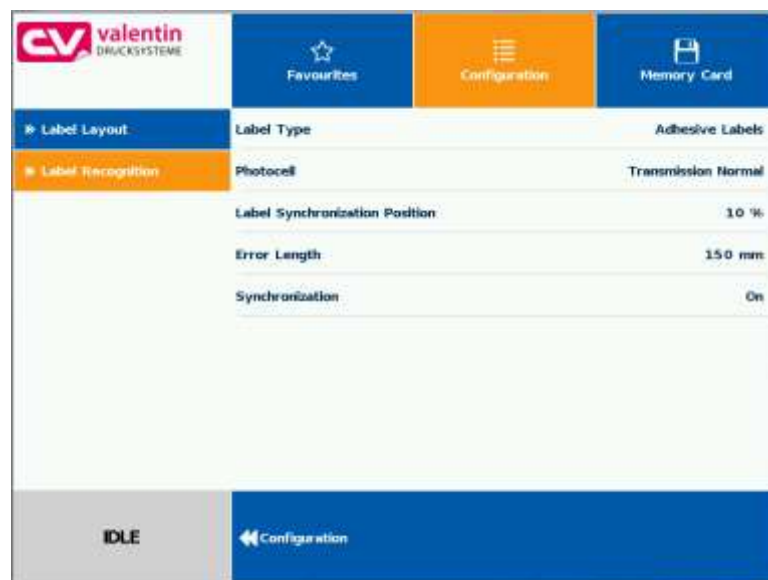 CV valentin
DRUCKSYSTEME
Favourites
Configuration
Memory Card
» Label Layout
» Label Recognition
Label Type Adhesive Labels
Photocell Transmission Normal
Label Synchronization Position 10 %
Error Length 150 mm
Synchronization On
IDLE
Configuration